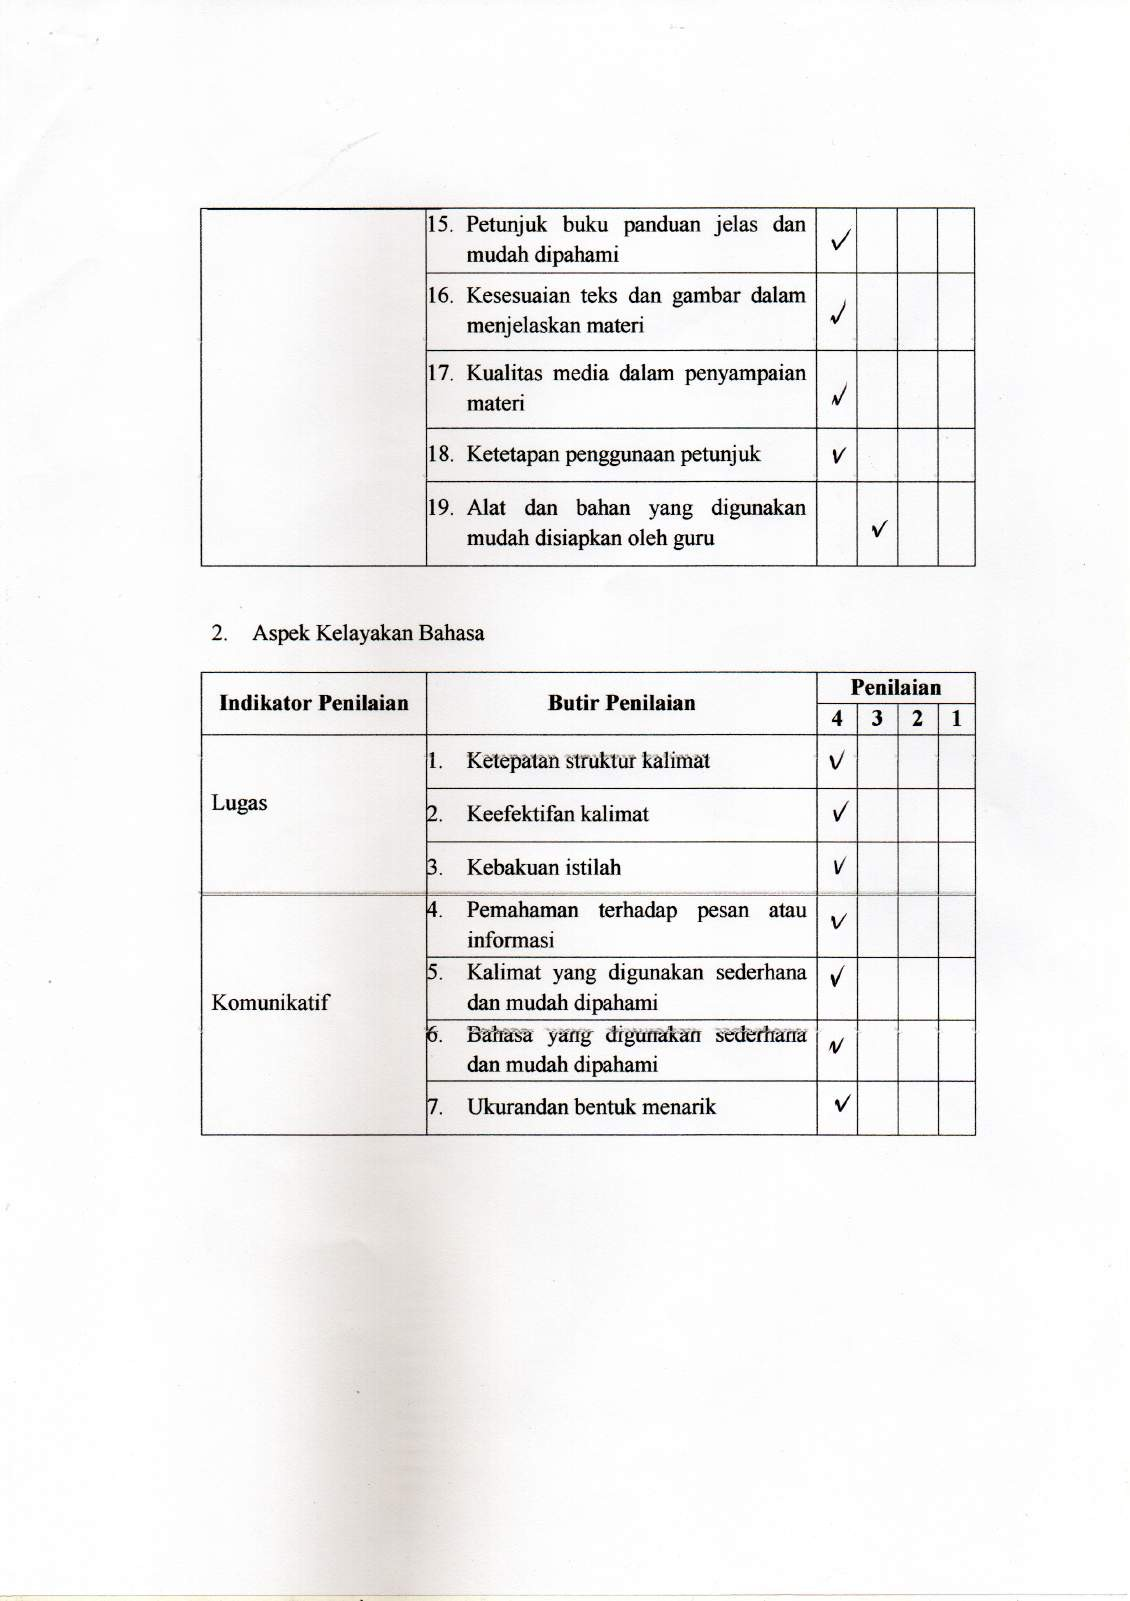 15. Petunjuk buku panduan jelas dan
mudah dipahami
√
16. Kesesuaian teks dan gambar dalam
menjelaskan materi
√
17. Kualitas media dalam penyampaian
materi
√
18. Ketetapan penggunaan petunjuk √
19. Alat dan bahan yang digunakan
mudah disiapkan oleh guru
√
2. Aspek Kelayakan Bahasa
Indikator Penilaian Butir Penilaian Penilaian
4 3 2 1
Lugas
1. Ketepatan struktur kalimat √
2. Keefektifan kalimat √
3. Kebakuan istilah √
Komunikatif
4. Pemahaman terhadap pesan atau
informasi
√
5. Kalimat yang digunakan sederhana
dan mudah dipahami
√
6. Bahasa yang digunakan sederhana
dan mudah dipahami
√
7. Ukurandan bentuk menarik √